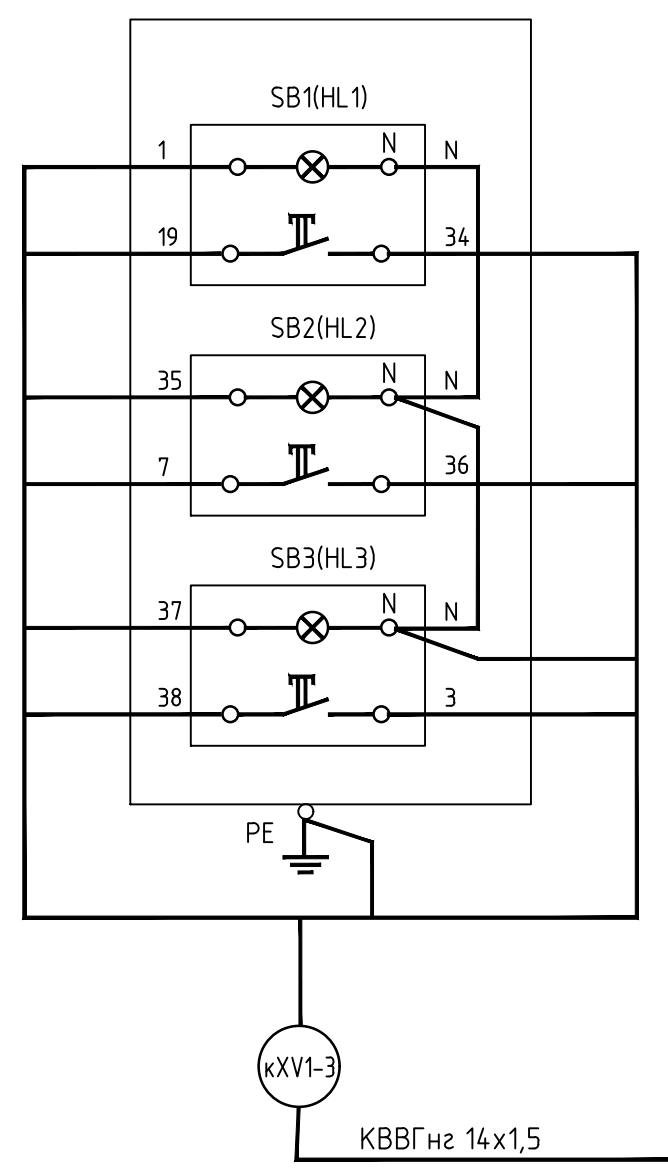 SB1(HL1)
1 N N
19 34
SB2(HL2)
35 N N
7 36
SB3(HL3)
37 N N
38 3
PE
кXV1-3
КВВГнг 14x1,5